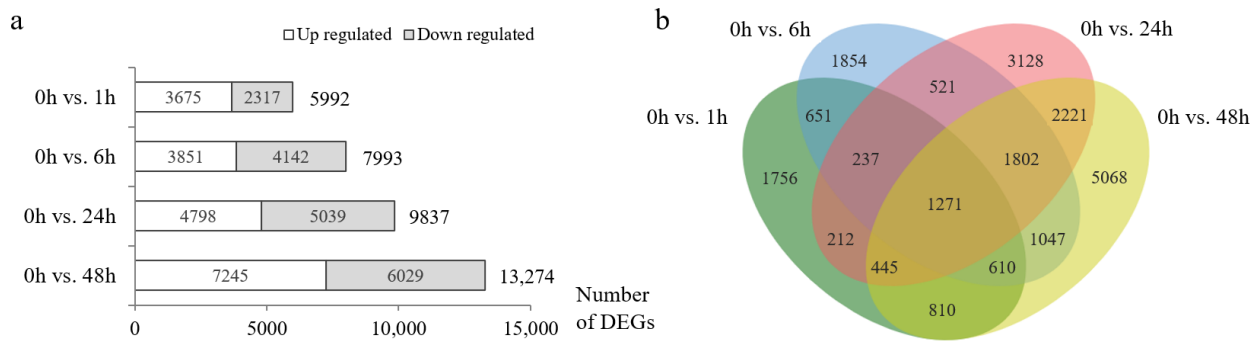 a
Up regulated Down regulated
0h vs. 1h 3675 2317 5992
0h vs. 6h 3851 4142 7993
0h vs. 24h 4798 5039 9837
0h vs. 48h 7245 6029 13,274
0 5000 10,000 15,000
Number
of DEGs
b
0h vs. 6h 0h vs. 24h
0h vs. 1h 0h vs. 48h
1854 3128
521
651 2221
237 1802
1756 5068
1271
212 1047
445 610
810